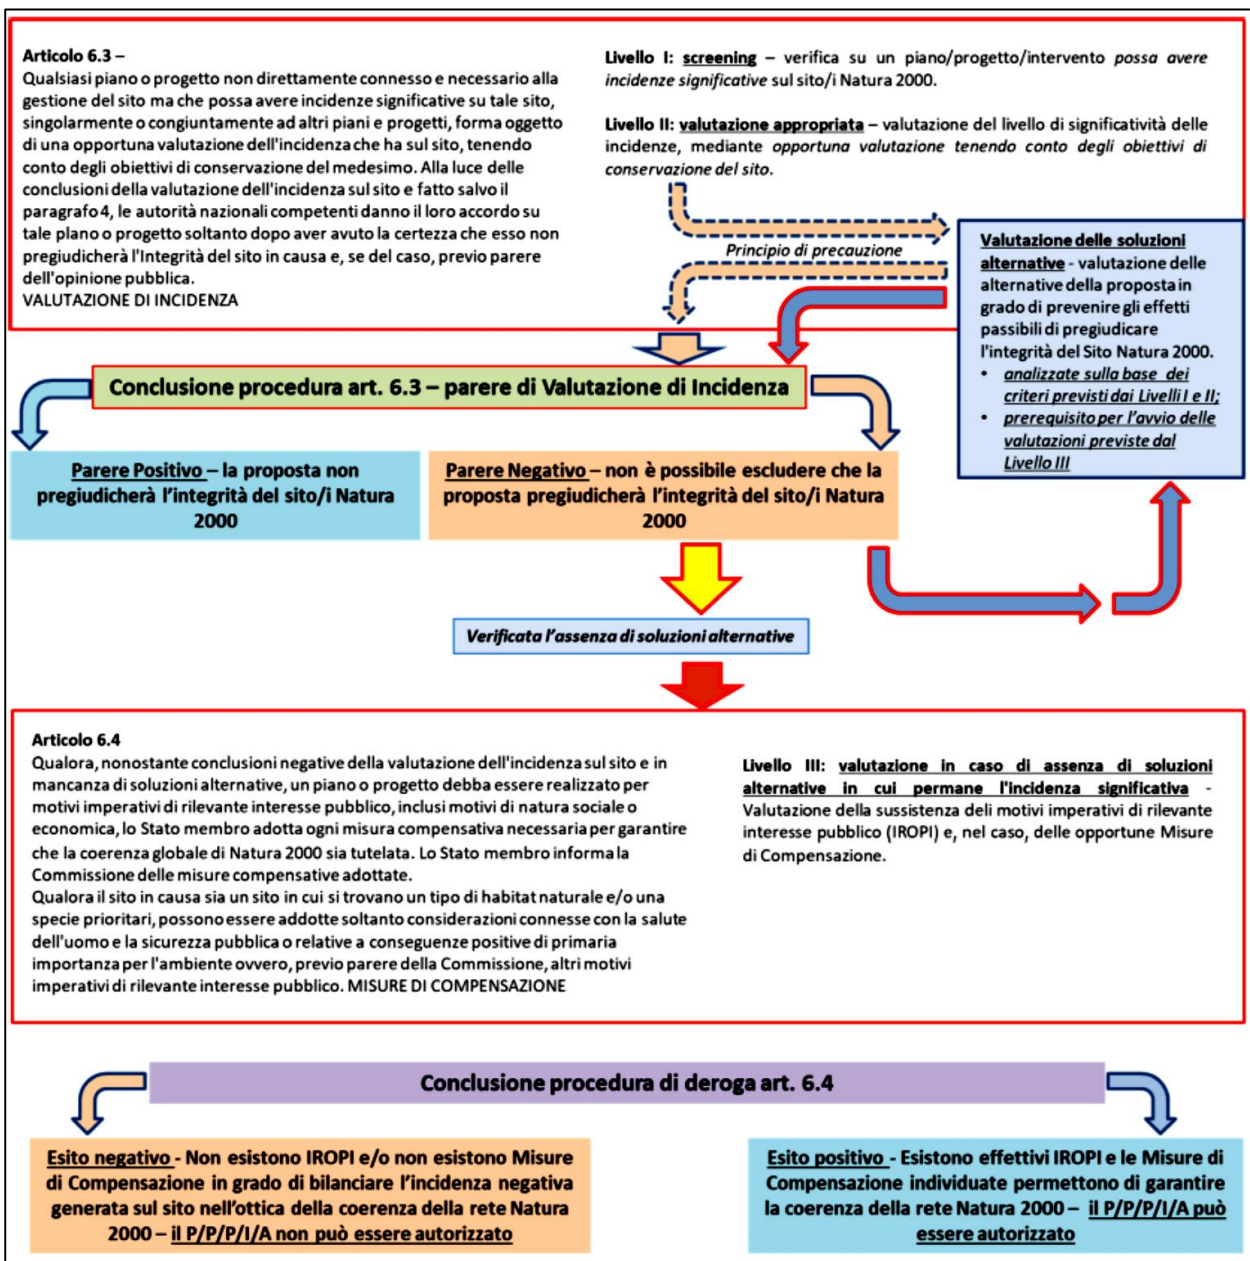 Articolo 6.3 –
Qualsiasi piano o progetto non direttamente connesso e necessario alla
gestione del sito ma che possa avere incidenze significative su tale sito,
singolarmente o congiuntamente ad altri piani e progetti, forma oggetto
di una opportuna valutazione dell'incidenza che ha sul sito, tenendo
conto degli obiettivi di conservazione del medesimo. Alla luce delle
conclusioni della valutazione dell'incidenza sul sito e fatto salvo il
paragrafo 4, le autorità nazionali competenti danno il loro accordo su
tale piano o progetto soltanto dopo aver avuto la certezza che esso non
pregiudicherà l'Integrità del sito in causa e, se del caso, previo parere
dell'opinione pubblica.
VALUTAZIONE DI INCIDENZA
Livello I: screening – verifica su un piano/progetto/intervento possa avere
incidenze significative sul sito/i Natura 2000.
Livello II: valutazione appropriata – valutazione del livello di significatività delle
incidenze, mediante opportuna valutazione tenendo conto degli obiettivi di
conservazione del sito.
Principio di precauzione
Valutazione delle soluzioni
alternative - valutazione delle
alternative della proposta in
grado di prevenire gli effetti
passibili di pregiudicare
l'integrità del Sito Natura 2000.
• analizzate sulla base dei
criteri previsti dai Livelli I e II;
• prerequisito per l'avvio delle
valutazioni previste dal
Livello III
Conclusione procedura art. 6.3 – parere di Valutazione di Incidenza
Parere Positivo – la proposta non
pregiudicherà l'integrità del sito/i Natura
2000
Parere Negativo – non è possibile escludere che la
proposta pregiudicherà l'integrità del sito/i Natura
2000
Verificata l'assenza di soluzioni alternative
Articolo 6.4
Qualora, nonostante conclusioni negative della valutazione dell'incidenza sul sito e in
mancanza di soluzioni alternative, un piano o progetto debba essere realizzato per
motivi imperativi di rilevante interesse pubblico, inclusi motivi di natura sociale o
economica, lo Stato membro adotta ogni misura compensativa necessaria per garantire
che la coerenza globale di Natura 2000 sia tutelata. Lo Stato membro informa la
Commissione delle misure compensative adottate.
Qualora il sito in causa sia un sito in cui si trovano un tipo di habitat naturale e/o una
specie prioritari, possono essere addotte soltanto considerazioni connesse con la salute
dell'uomo e la sicurezza pubblica o relative a conseguenze positive di primaria
importanza per l'ambiente ovvero, previo parere della Commissione, altri motivi
imperativi di rilevante interesse pubblico. MISURE DI COMPENSAZIONE
Livello III: valutazione in caso di assenza di soluzioni
alternative in cui permane l'incidenza significativa -
Valutazione della sussistenza deli motivi imperativi di rilevante
interesse pubblico (IROPI) e, nel caso, delle opportune Misure
di Compensazione.
Conclusione procedura di deroga art. 6.4
Esito negativo - Non esistono IROPI e/o non esistono Misure
di Compensazione in grado di bilanciare l'incidenza negativa
generata sul sito nell'ottica della coerenza della rete Natura
2000 – il P/P/P/I/A non può essere autorizzato
Esito positivo - Esistono effettivi IROPI e le Misure di
Compensazione individuate permettono di garantire
la coerenza della rete Natura 2000 – il P/P/P/I/A può
essere autorizzato